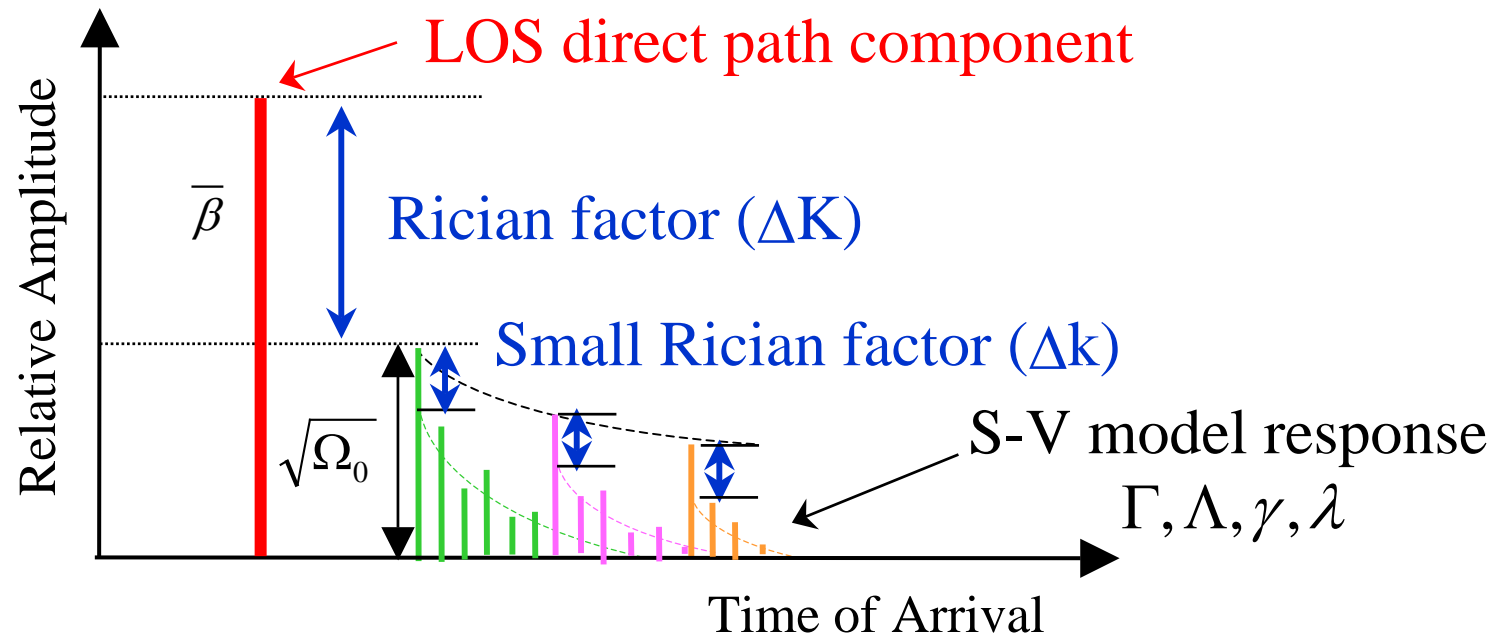 LOS direct path component
Relative Amplitude
β̅
Rician factor (ΔK)
Small Rician factor (Δk)
√Ω₀
S-V model response
Γ, Λ, γ, λ
Time of Arrival